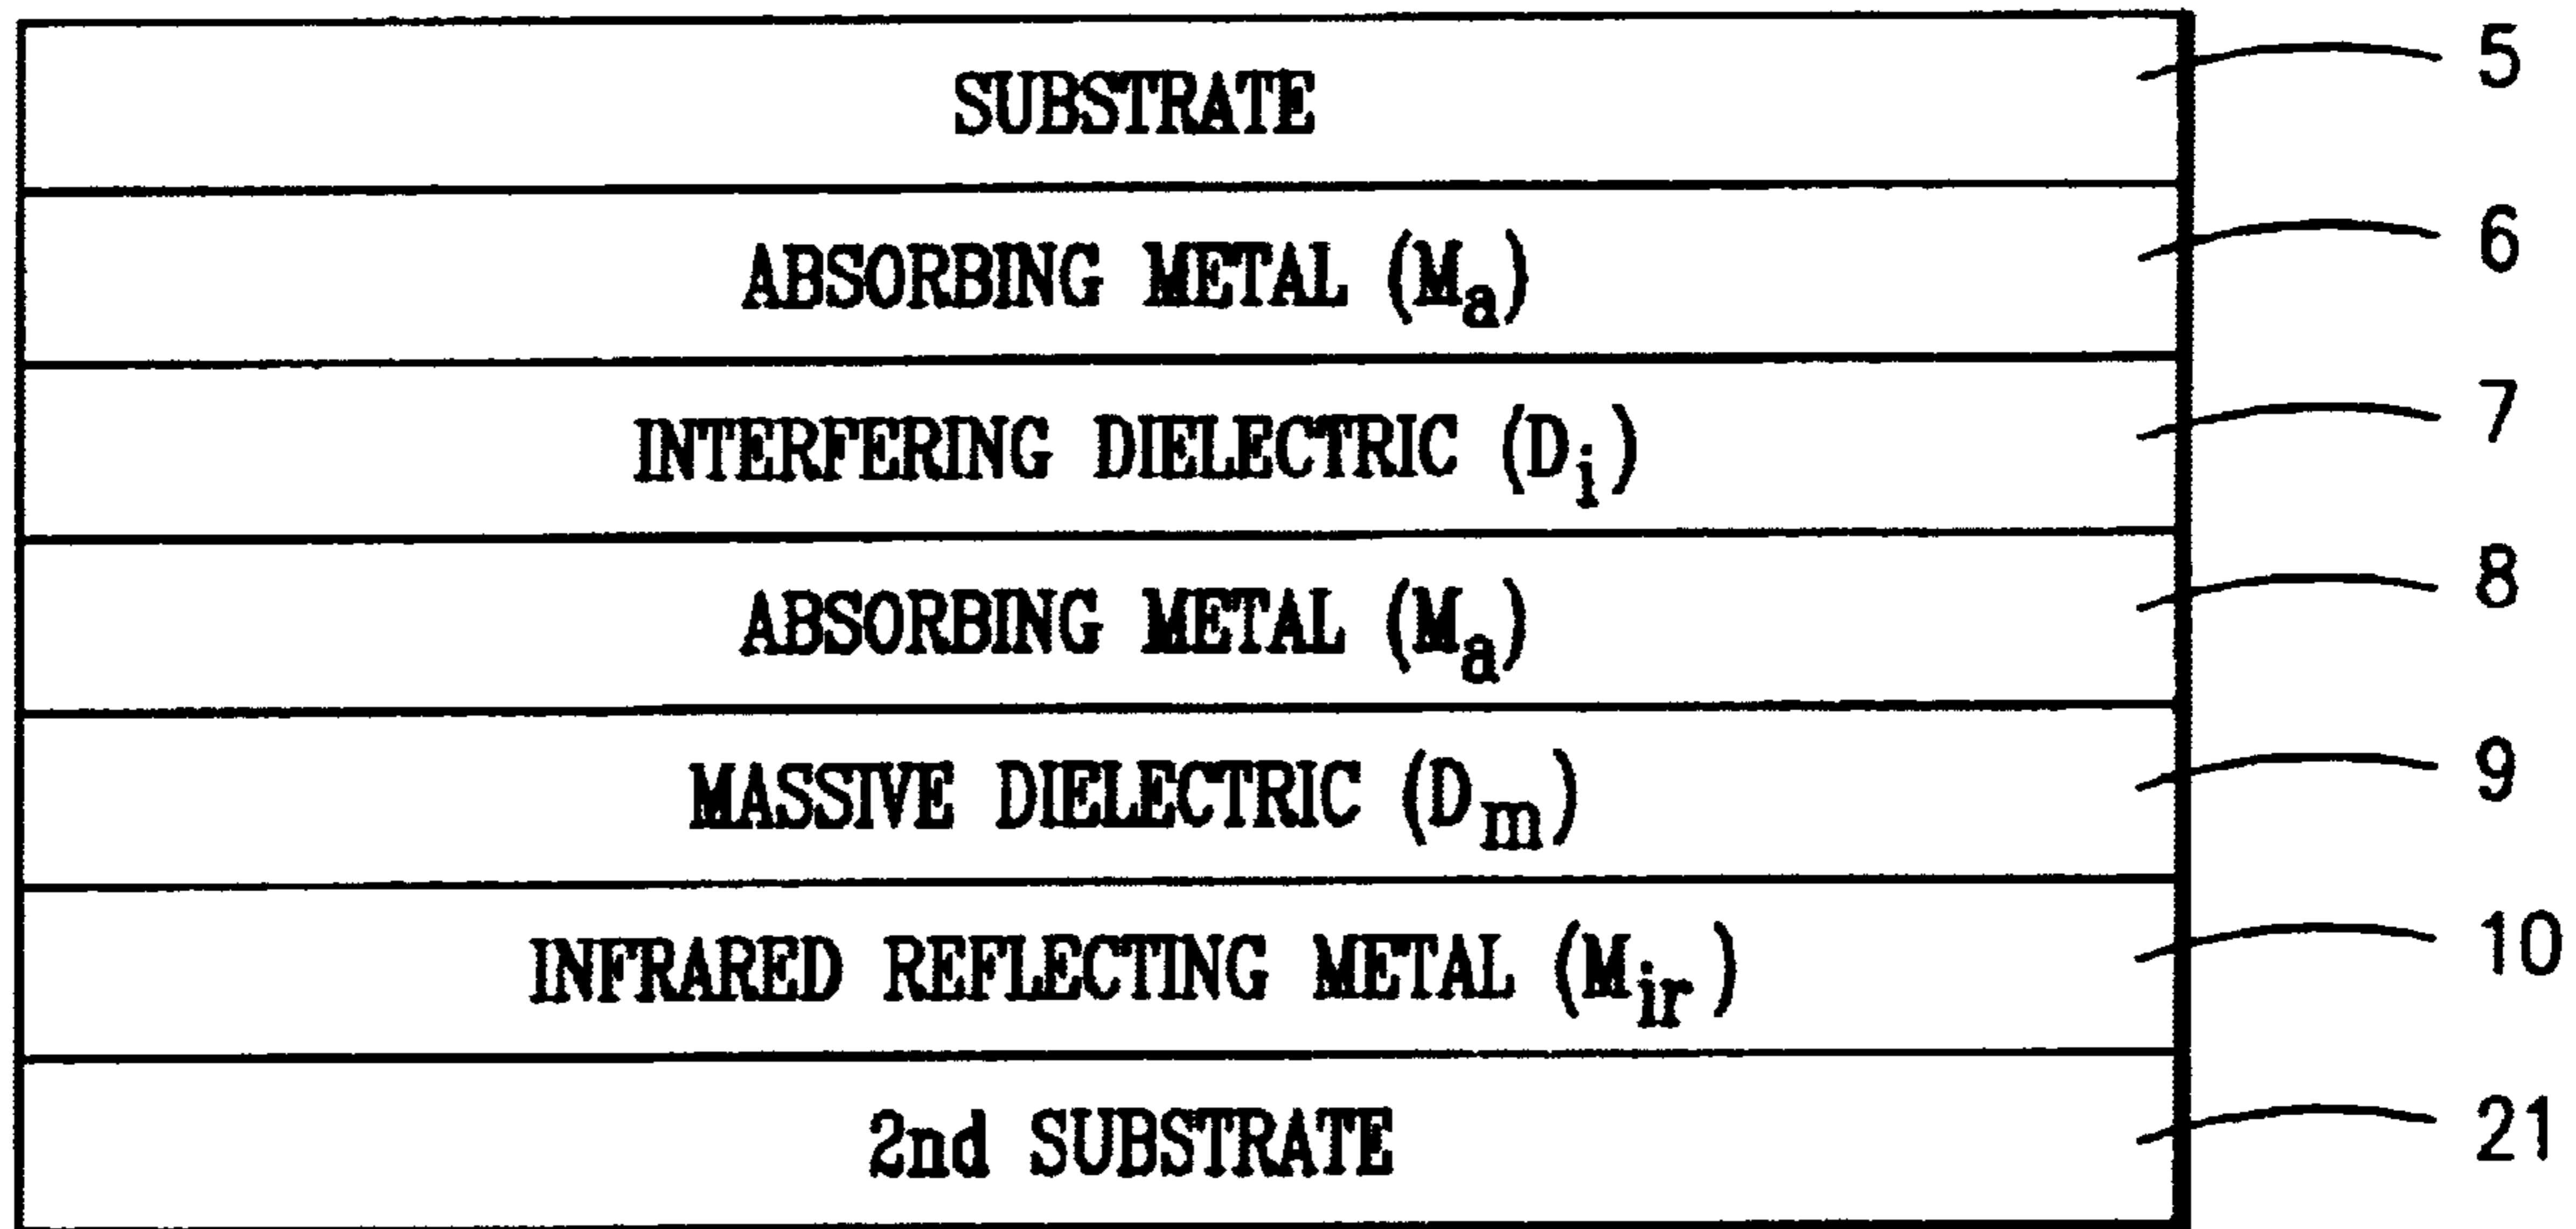 SUBSTRATE 5
ABSORBING METAL (Ma) 6
INTERFERING DIELECTRIC (Di) 7
ABSORBING METAL (Ma) 8
MASSIVE DIELECTRIC (Dm) 9
INFRARED REFLECTING METAL (Mir) 10
2nd SUBSTRATE 21